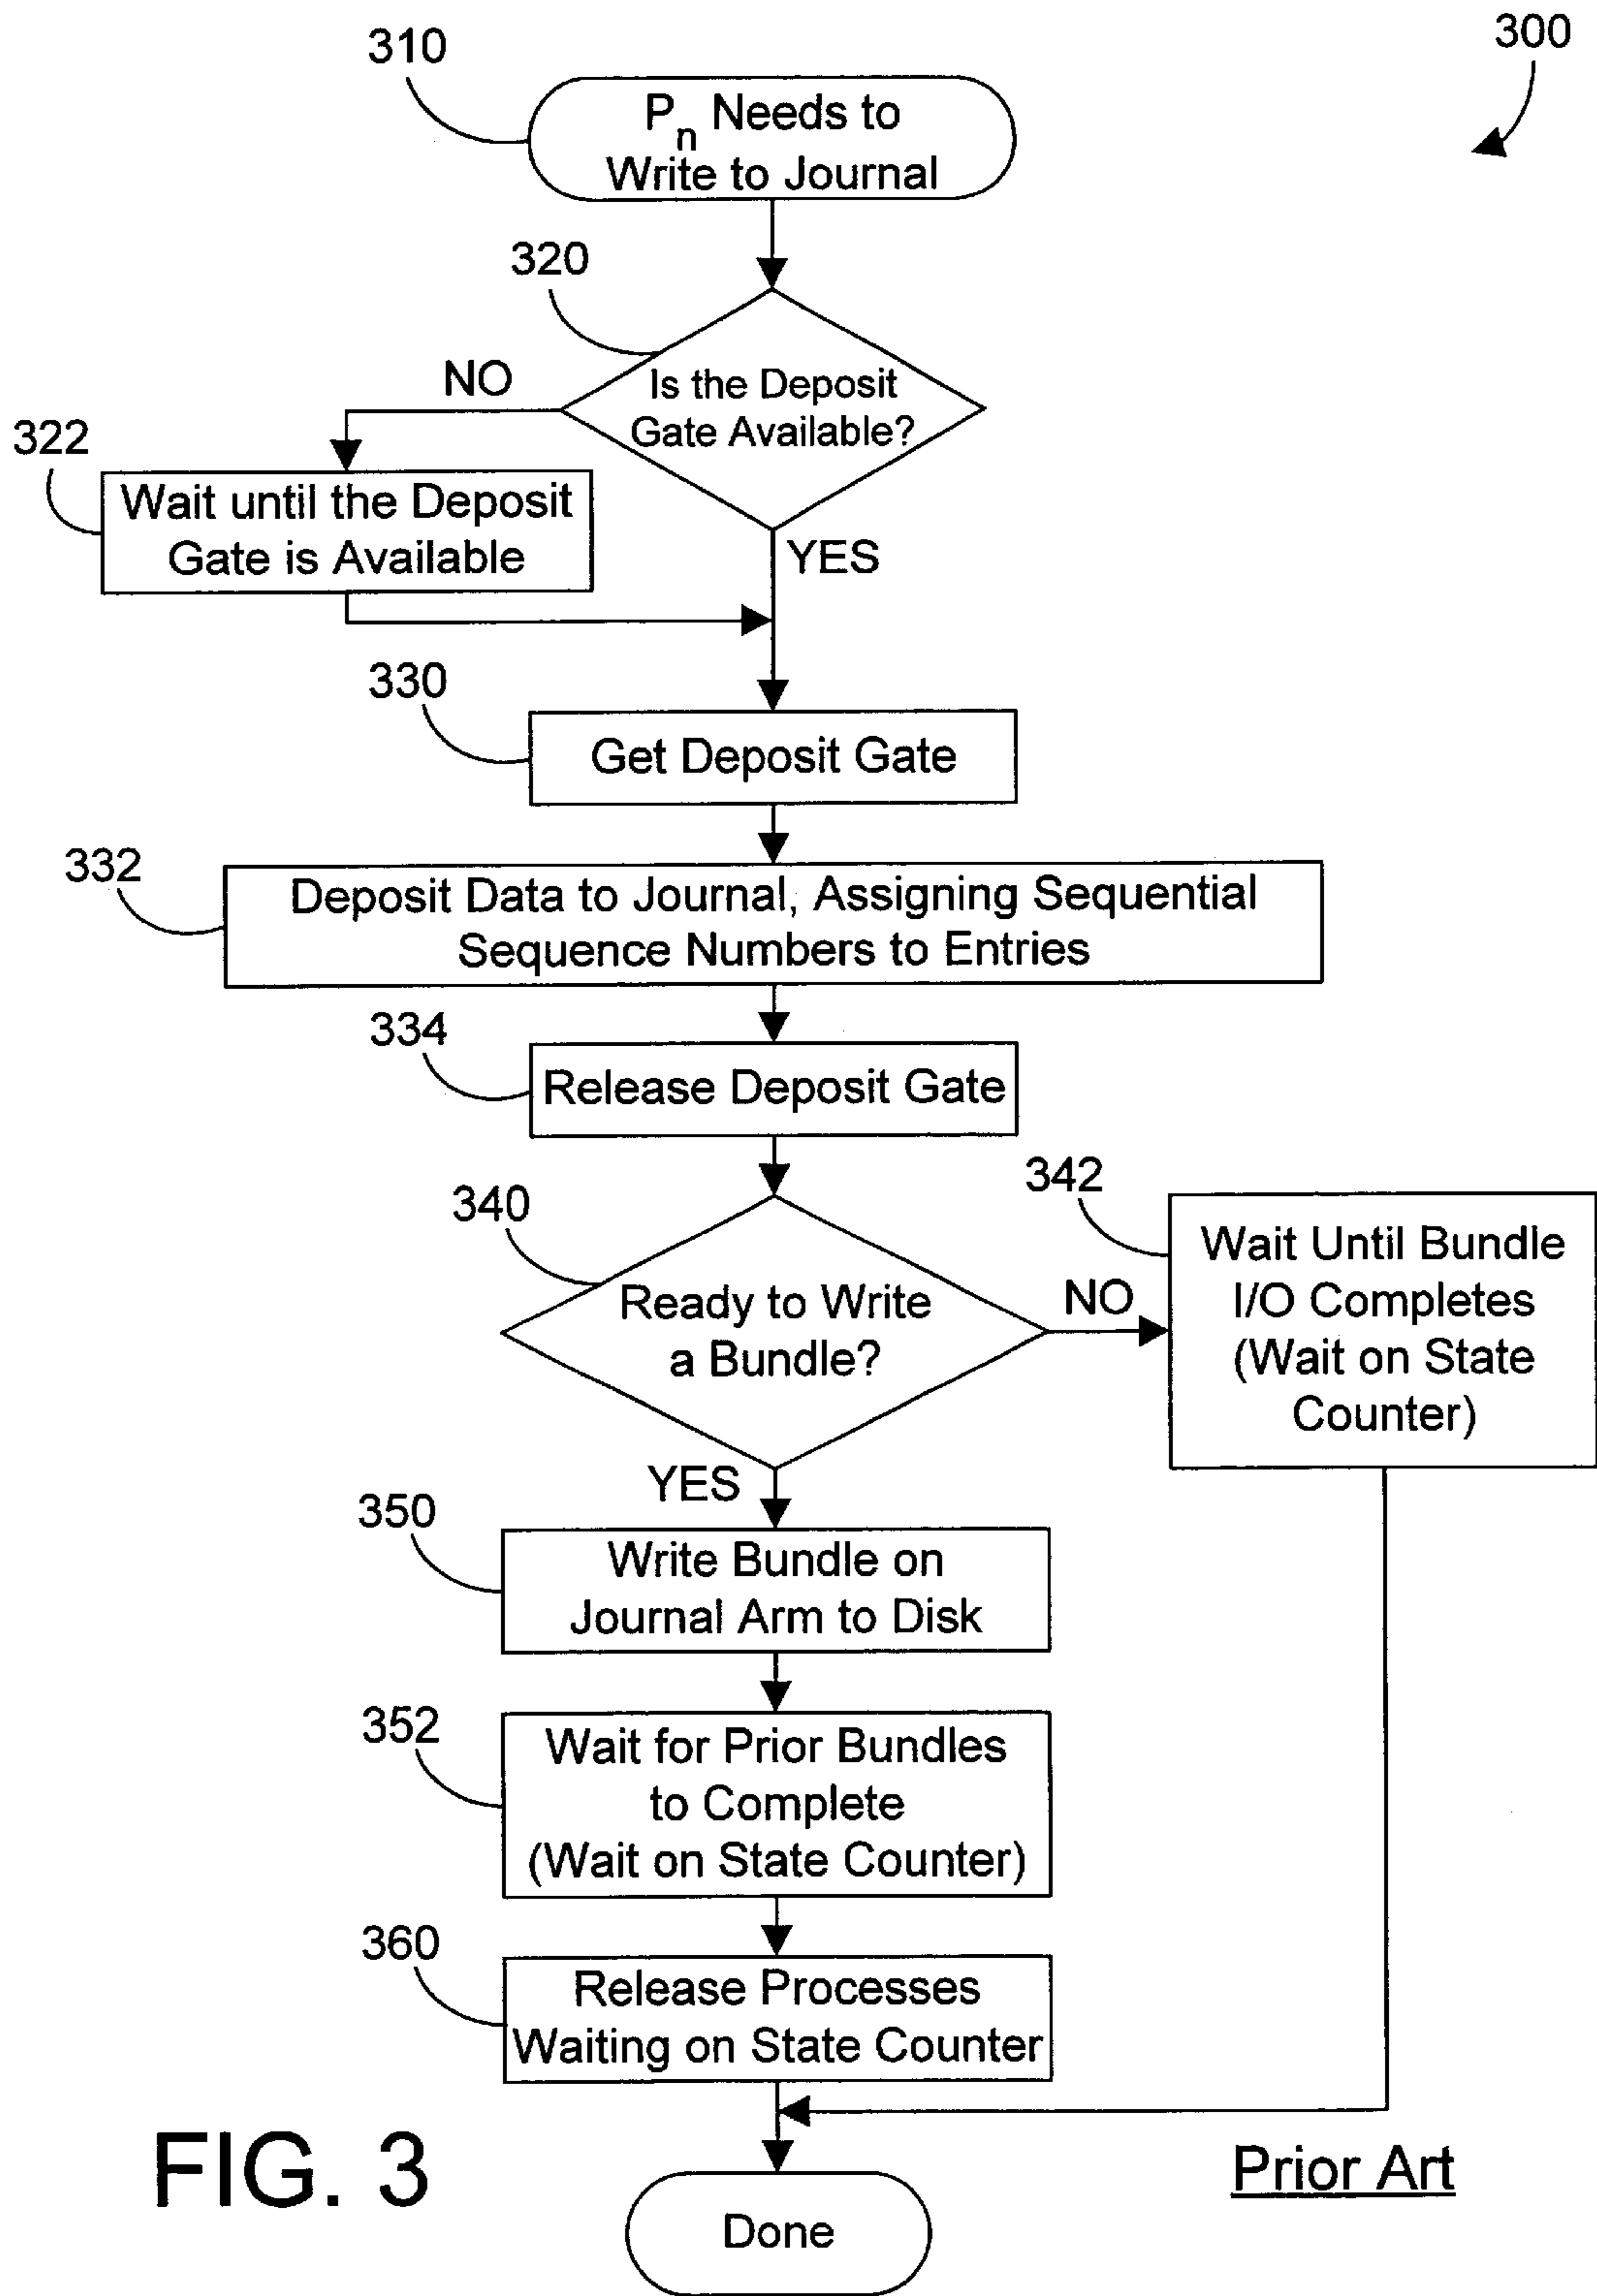 310
300
Pn Needs to
Write to Journal
320
NO
Is the Deposit
Gate Available?
322
Wait until the Deposit
Gate is Available
YES
330
Get Deposit Gate
332
Deposit Data to Journal, Assigning Sequential
Sequence Numbers to Entries
334
Release Deposit Gate
340
342
Ready to Write
a Bundle?
NO
Wait Until Bundle
I/O Completes
(Wait on State
Counter)
YES
350
Write Bundle on
Journal Arm to Disk
352
Wait for Prior Bundles
to Complete
(Wait on State Counter)
360
Release Processes
Waiting on State Counter
FIG. 3
Prior Art
Done